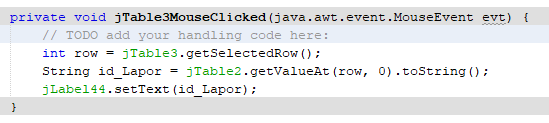 private void jTable3MouseClicked(java.awt.event.MouseEvent evt) {
// TODO add your handling code here:
int row = jTable3.getSelectedRow();
String id_Lapor = jTable2.getValueAt(row, 0).toString();
jLabel44.setText(id_Lapor);
}